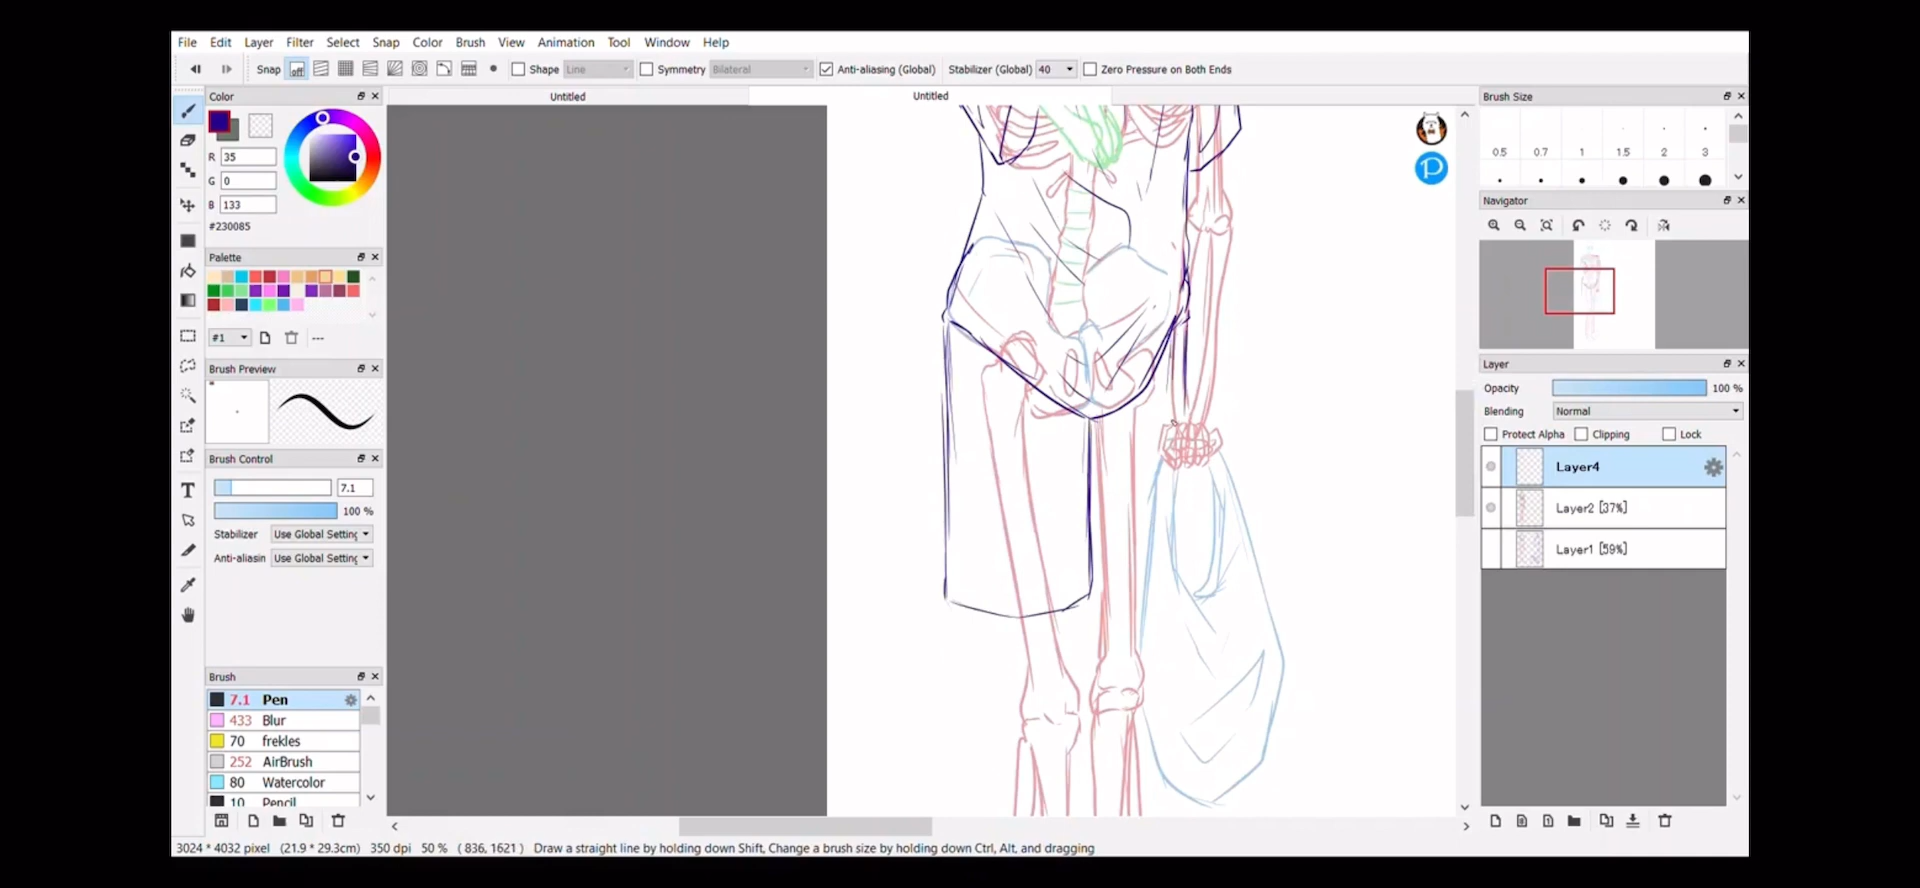 File Edit Layer Filter Select Snap Color Brush View Animation Tool Window Help
Snap off Shape Line Symmetry Bilateral Anti-aliasing (Global) Stabilizer (Global) 40 Zero Pressure on Both Ends
Color
R 35
G 0
B 133
#230085
Palette
#1
---
Brush Preview
Brush Control
7.1
100 %
Stabilizer Use Global Setting
Anti-aliasin Use Global Setting
Brush
7.1 Pen
433 Blur
70 frekles
252 AirBrush
80 Watercolor
10 Pencil
Untitled Untitled
Brush Size
0.5 0.7 1 1.5 2 3
Navigator
Layer
Opacity 100 %
Blending Normal
Protect Alpha Clipping Lock
Layer4
Layer2 [37%]
Layer1 [59%]
3024 * 4032 pixel (21.9 * 29.3cm) 350 dpi 50 % ( 836, 1621 ) Draw a straight line by holding down Shift, Change a brush size by holding down Ctrl, Alt, and dragging